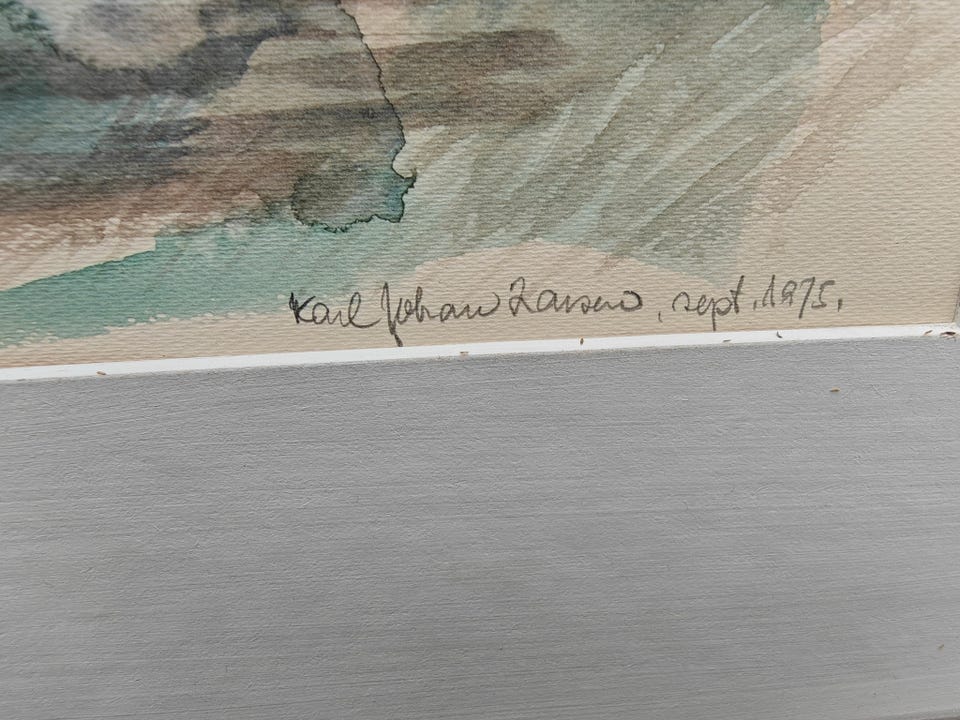 Karl Johan Larsen, sept. 1975.